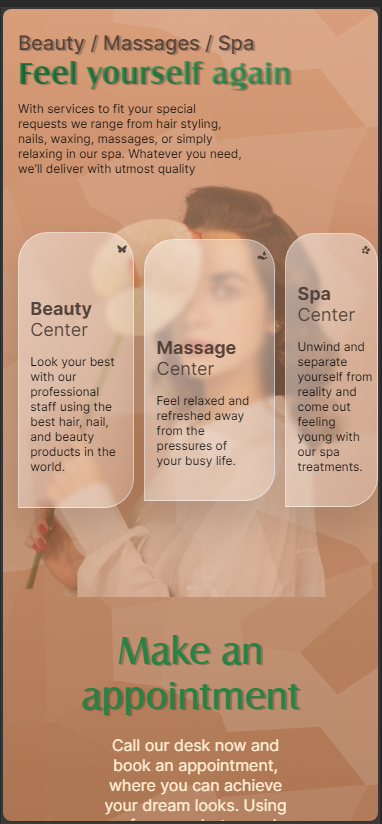 Beauty / Massages / Spa
Feel yourself again
With services to fit your special
requests we range from hair styling,
nails, waxing, massages, or simply
relaxing in our spa. Whatever you need,
we'll deliver with utmost quality
Beauty
Center
Look your best
with our
professional
staff using the
best hair, nail,
and beauty
products in the
world.
Massage
Center
Feel relaxed and
refreshed away
from the
pressures of
your busy life.
Spa
Center
Unwind and
separate
yourself from
reality and
come out
feeling
young with
our spa
treatments.
Make an
appointment
Call our desk now and
book an appointment,
where you can achieve
your dream looks. Using